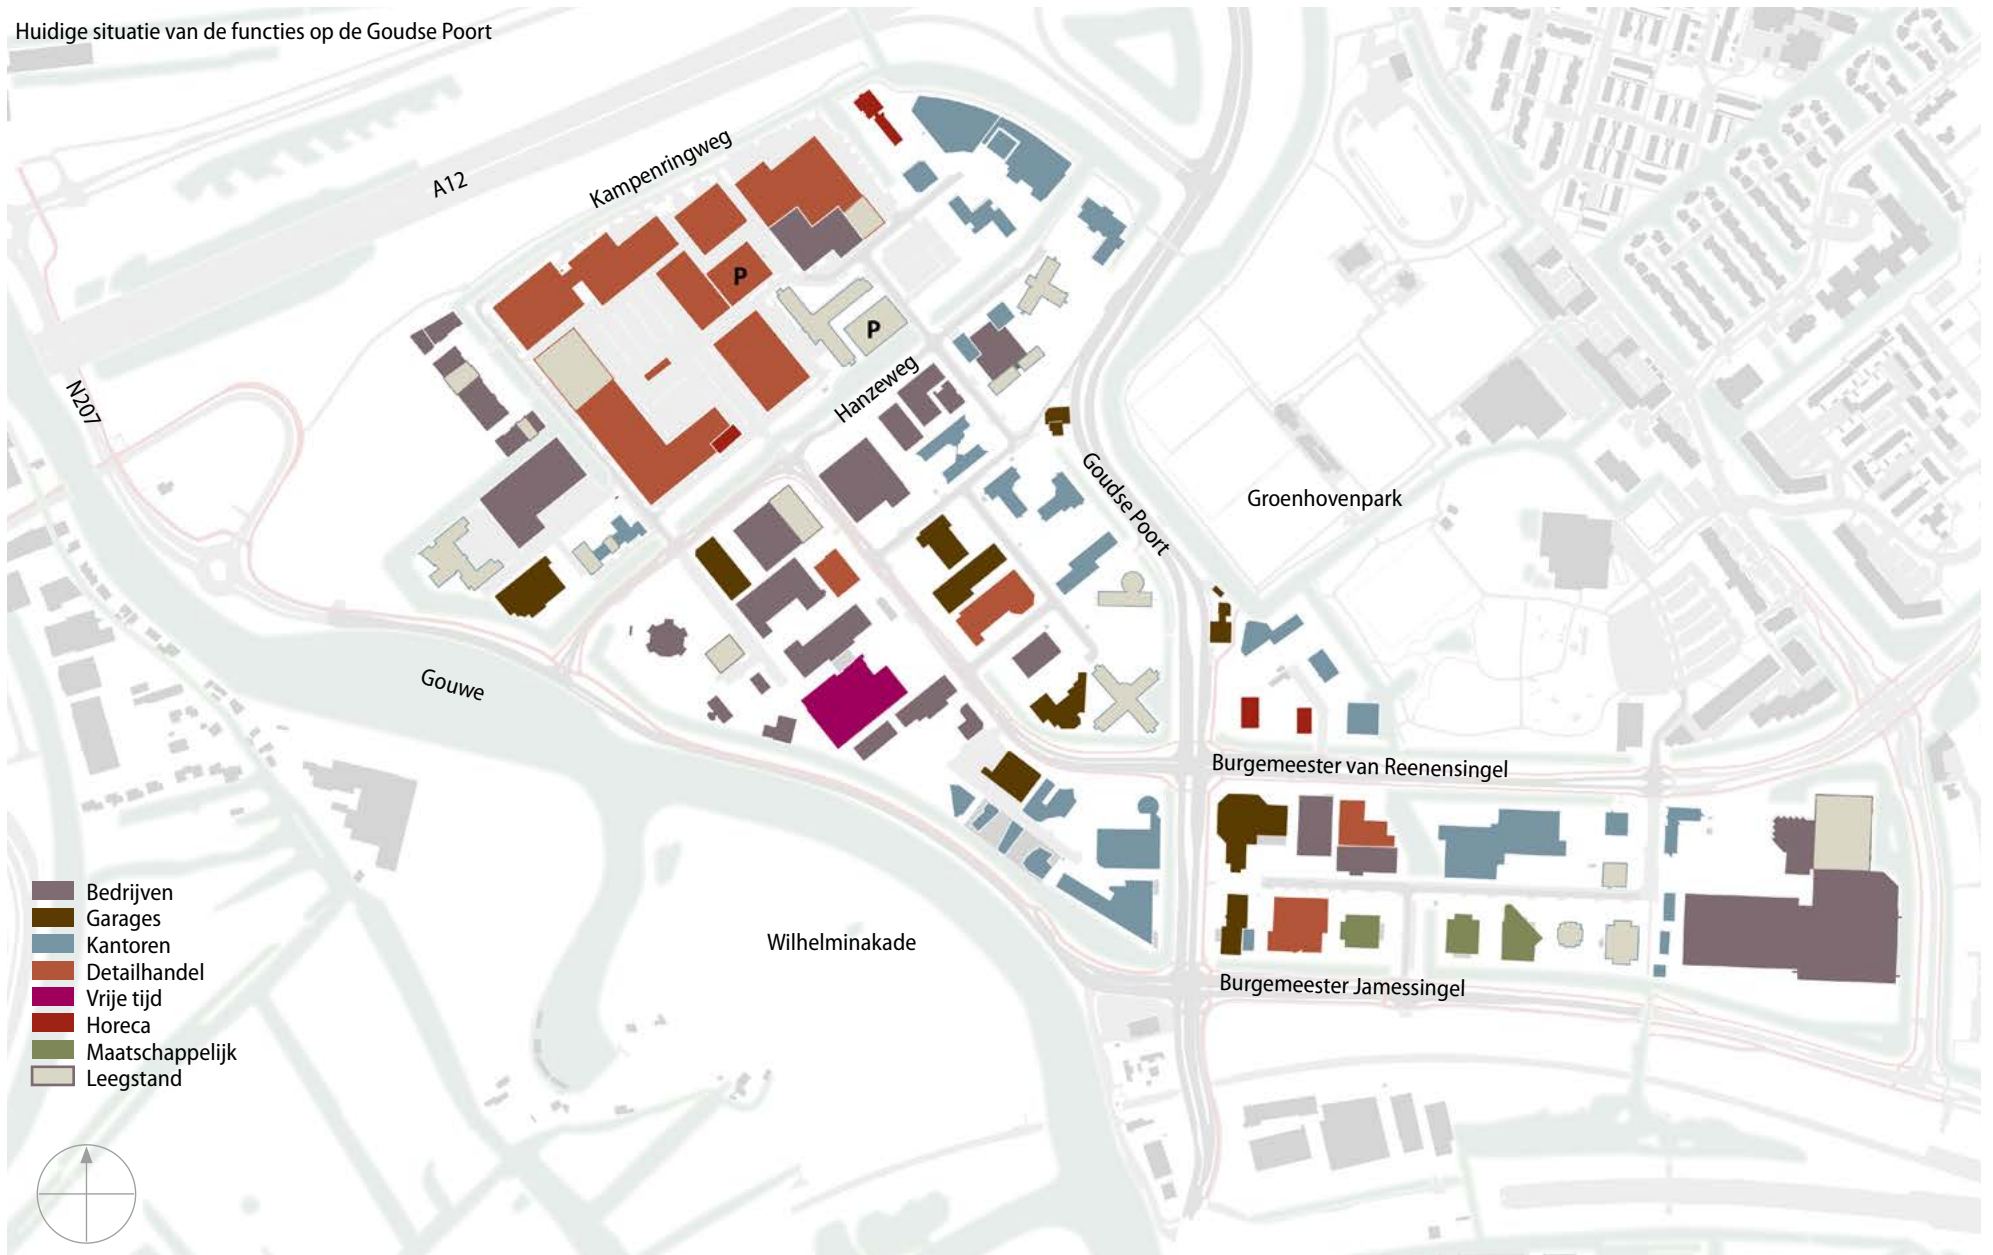 Huidige situatie van de functies op de Goudse Poort
A12
Kampenringweg
P
P
Hanzeweg
N207
Goudse Poort
Groenhovenpark
Gouwe
Burgemeester van Reenensingel
Bedrijven
Garages
Kantoren
Detailhandel
Vrije tijd
Horeca
Maatschappelijk
Leegstand
Wilhelminakade
Burgemeester Jamessingel